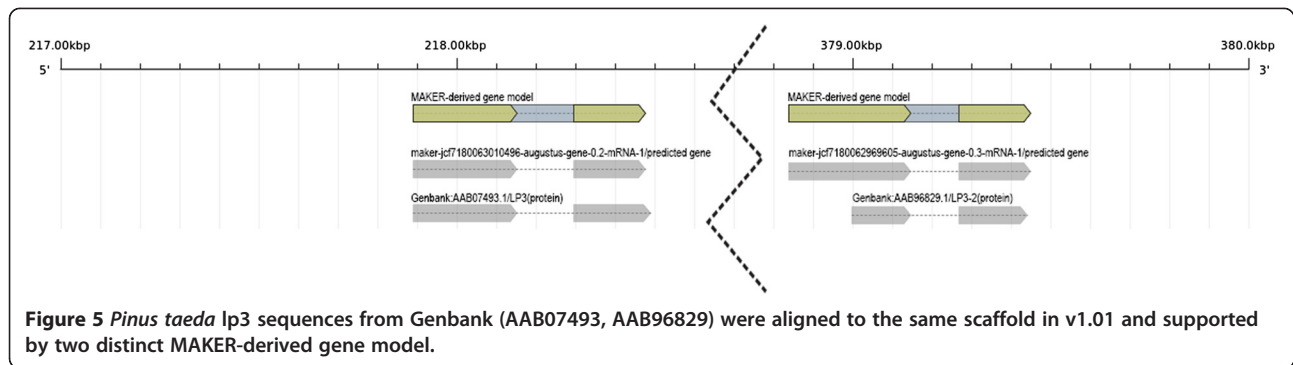 217.00kbp 218.00kbp 379.00kbp 380.0kbp
5' 3'
MAKER-derived gene model MAKER-derived gene model
maker-jcf7180063010496-augustus-gene-0.2-mRNA-1/predicted gene maker-jcf7180062969605-augustus-gene-0.3-mRNA-1/predicted gene
Genbank:AAB07493.1/LP3(protein) Genbank:AAB96829.1/LP3-2(protein)
Figure 5 Pinus taeda lp3 sequences from Genbank (AAB07493, AAB96829) were aligned to the same scaffold in v1.01 and supported
by two distinct MAKER-derived gene model.